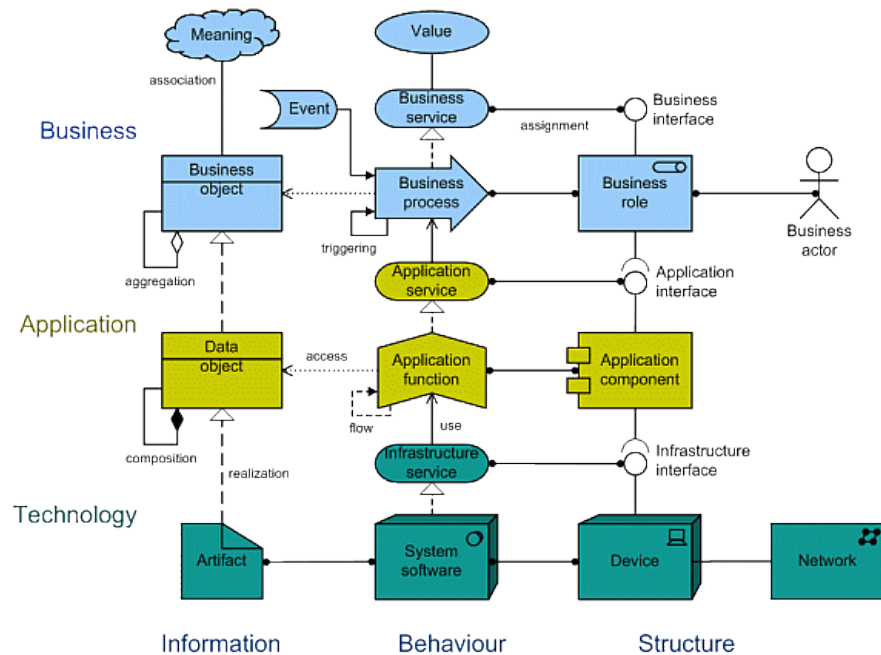 Meaning
Value
association
Event
Business
service
Business
interface
assignment
Business
Business
object
Business
process
Business
role
triggering
Business
actor
aggregation
Application
service
Application
interface
Application
Data
object
access
Application
function
Application
component
flow
use
composition
Infrastructure
service
Infrastructure
interface
realization
Technology
Artifact
System
software
Device
Network
Information
Behaviour
Structure